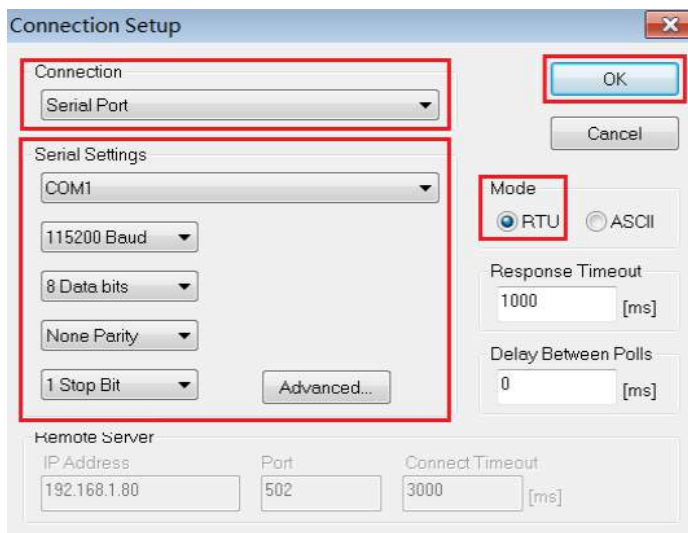 Connection Setup
Connection
Serial Port
OK
Cancel
Serial Settings
COM1
Mode
RTU
ASCII
115200 Baud
8 Data bits
Response Timeout
1000 [ms]
None Parity
Delay Between Polls
0 [ms]
1 Stop Bit
Advanced...
Remote Server
IP Address
Port
Connect Timeout
192.168.1.80
502
3000
[ms]